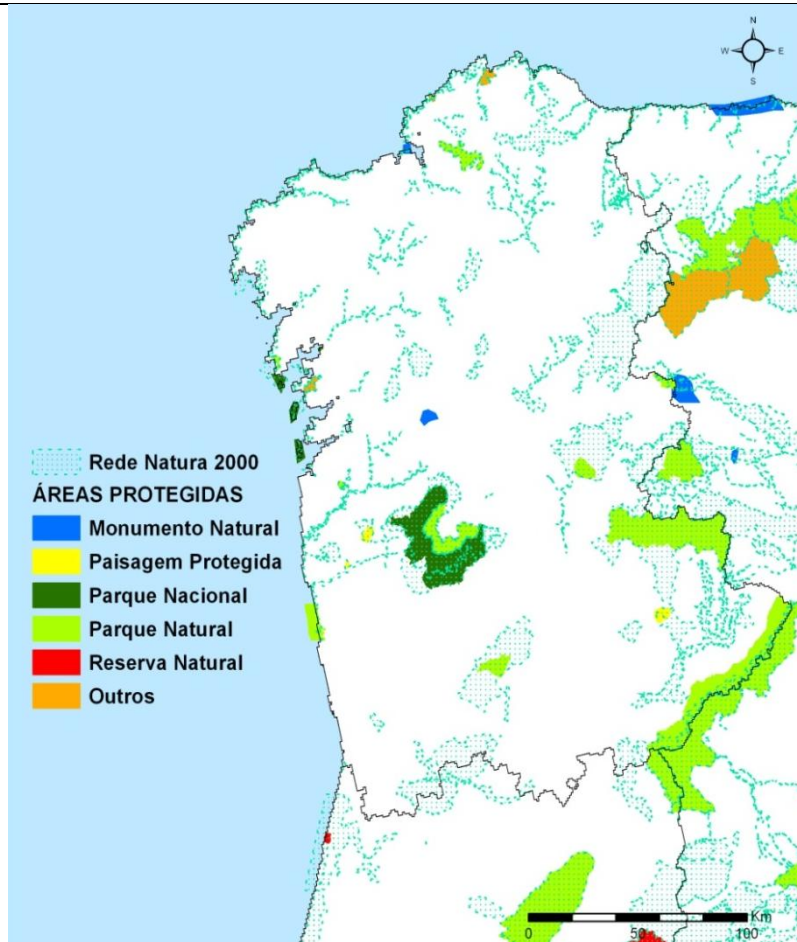 N
W E
S
Rede Natura 2000
ÁREAS PROTEGIDAS
Monumento Natural
Paisagem Protegida
Parque Nacional
Parque Natural
Reserva Natural
Outros
Km
0 50 100